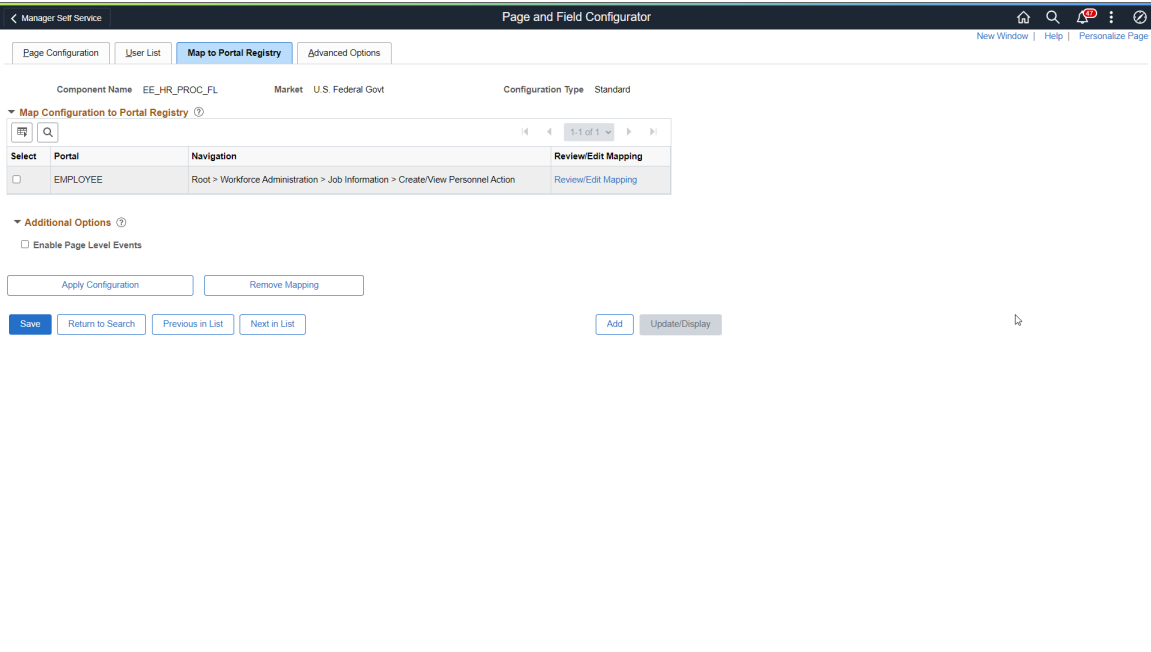 Manager Self Service
Page and Field Configurator
47
New Window | Help | Personalize Page
Page Configuration
User List
Map to Portal Registry
Advanced Options
Component Name EE_HR_PROC_FL Market U.S. Federal Govt Configuration Type Standard
Map Configuration to Portal Registry ?
1-1 of 1
Select Portal Navigation Review/Edit Mapping
EMPLOYEE Root > Workforce Administration > Job Information > Create/View Personnel Action Review/Edit Mapping
Additional Options ?
Enable Page Level Events
Apply Configuration Remove Mapping
Save Return to Search Previous in List Next in List Add Update/Display